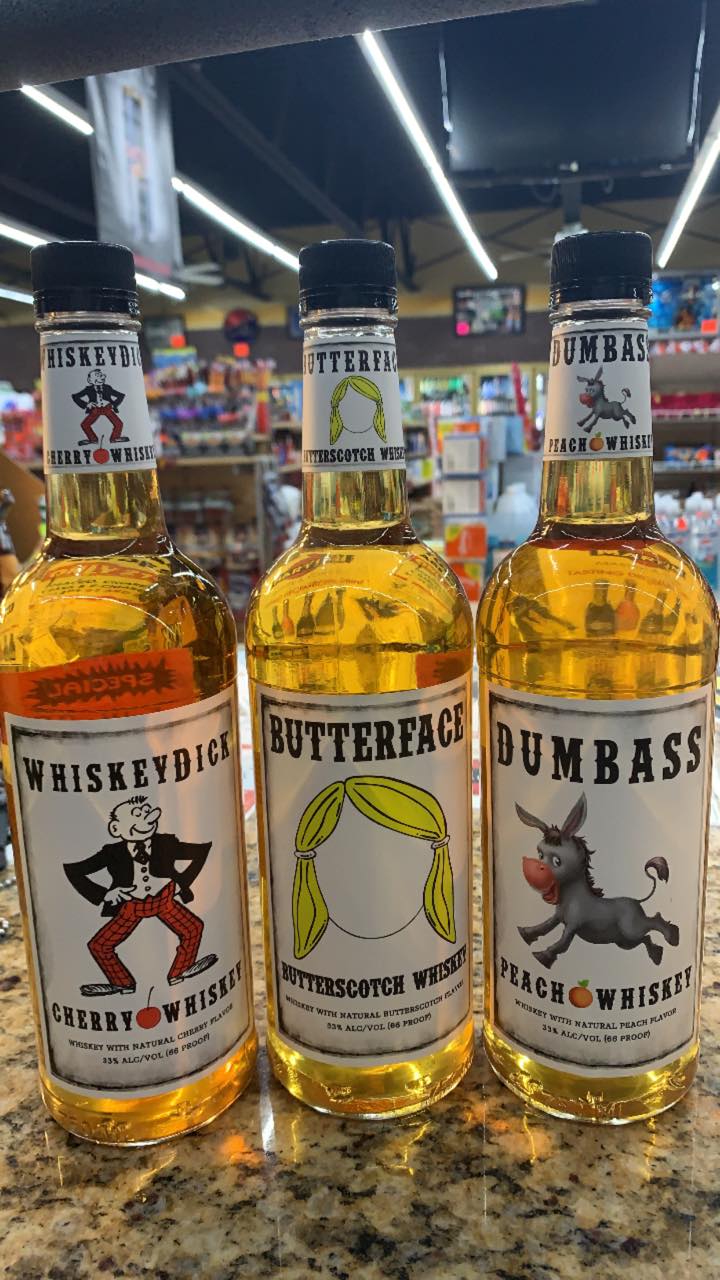 WHISKEYDICK
CHERRY WHISKEY
BUTTERFACE
BUTTERSCOTCH WHISKEY
DUMBASS
PEACH WHISKEY
SPECIAL
WHISKEYDICK
CHERRY WHISKEY
WHISKEY WITH NATURAL CHERRY FLAVOR
33% ALC/VOL (66 PROOF)
BUTTERFACE
BUTTERSCOTCH WHISKEY
WHISKEY WITH NATURAL BUTTERSCOTCH FLAVOR
33% ALC/VOL (66 PROOF)
DUMBASS
PEACH WHISKEY
WHISKEY WITH NATURAL PEACH FLAVOR
33% ALC/VOL (66 PROOF)